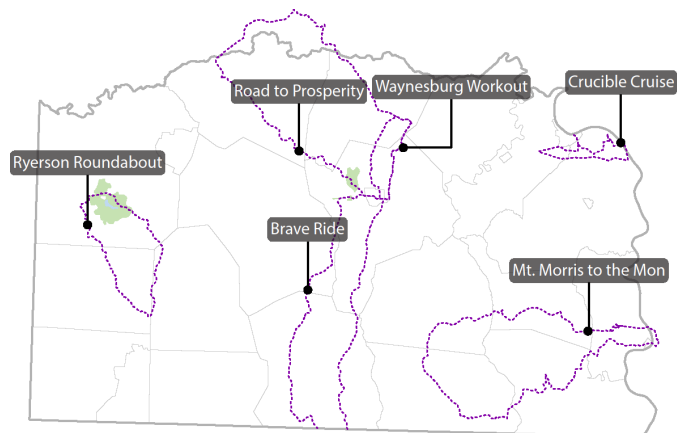 Crucible Cruise
Waynesburg Workout
Road to Prosperity
Ryerson Roundabout
Brave Ride
Mt. Morris to the Mon